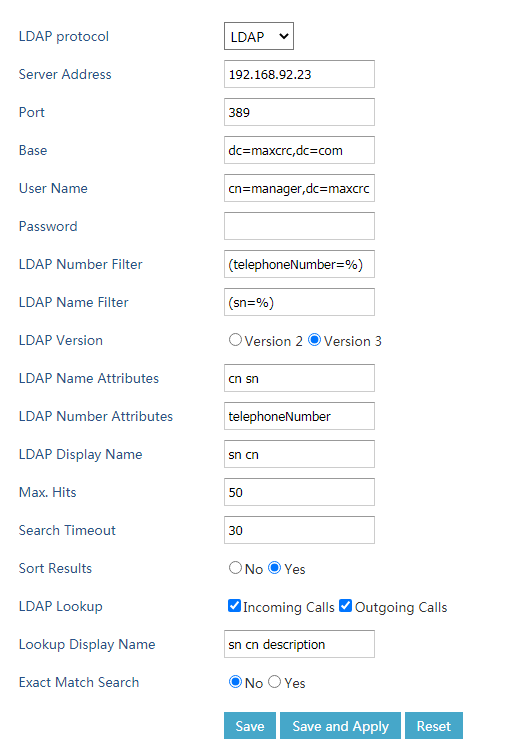 LDAP protocol LDAP
Server Address 192.168.92.23
Port 389
Base dc=maxcrc,dc=com
User Name cn=manager,dc=maxcrc
Password
LDAP Number Filter (telephoneNumber=%)
LDAP Name Filter (sn=%)
LDAP Version Version 2 Version 3
LDAP Name Attributes cn sn
LDAP Number Attributes telephoneNumber
LDAP Display Name sn cn
Max. Hits 50
Search Timeout 30
Sort Results No Yes
LDAP Lookup Incoming Calls Outgoing Calls
Lookup Display Name sn cn description
Exact Match Search No Yes
Save Save and Apply Reset